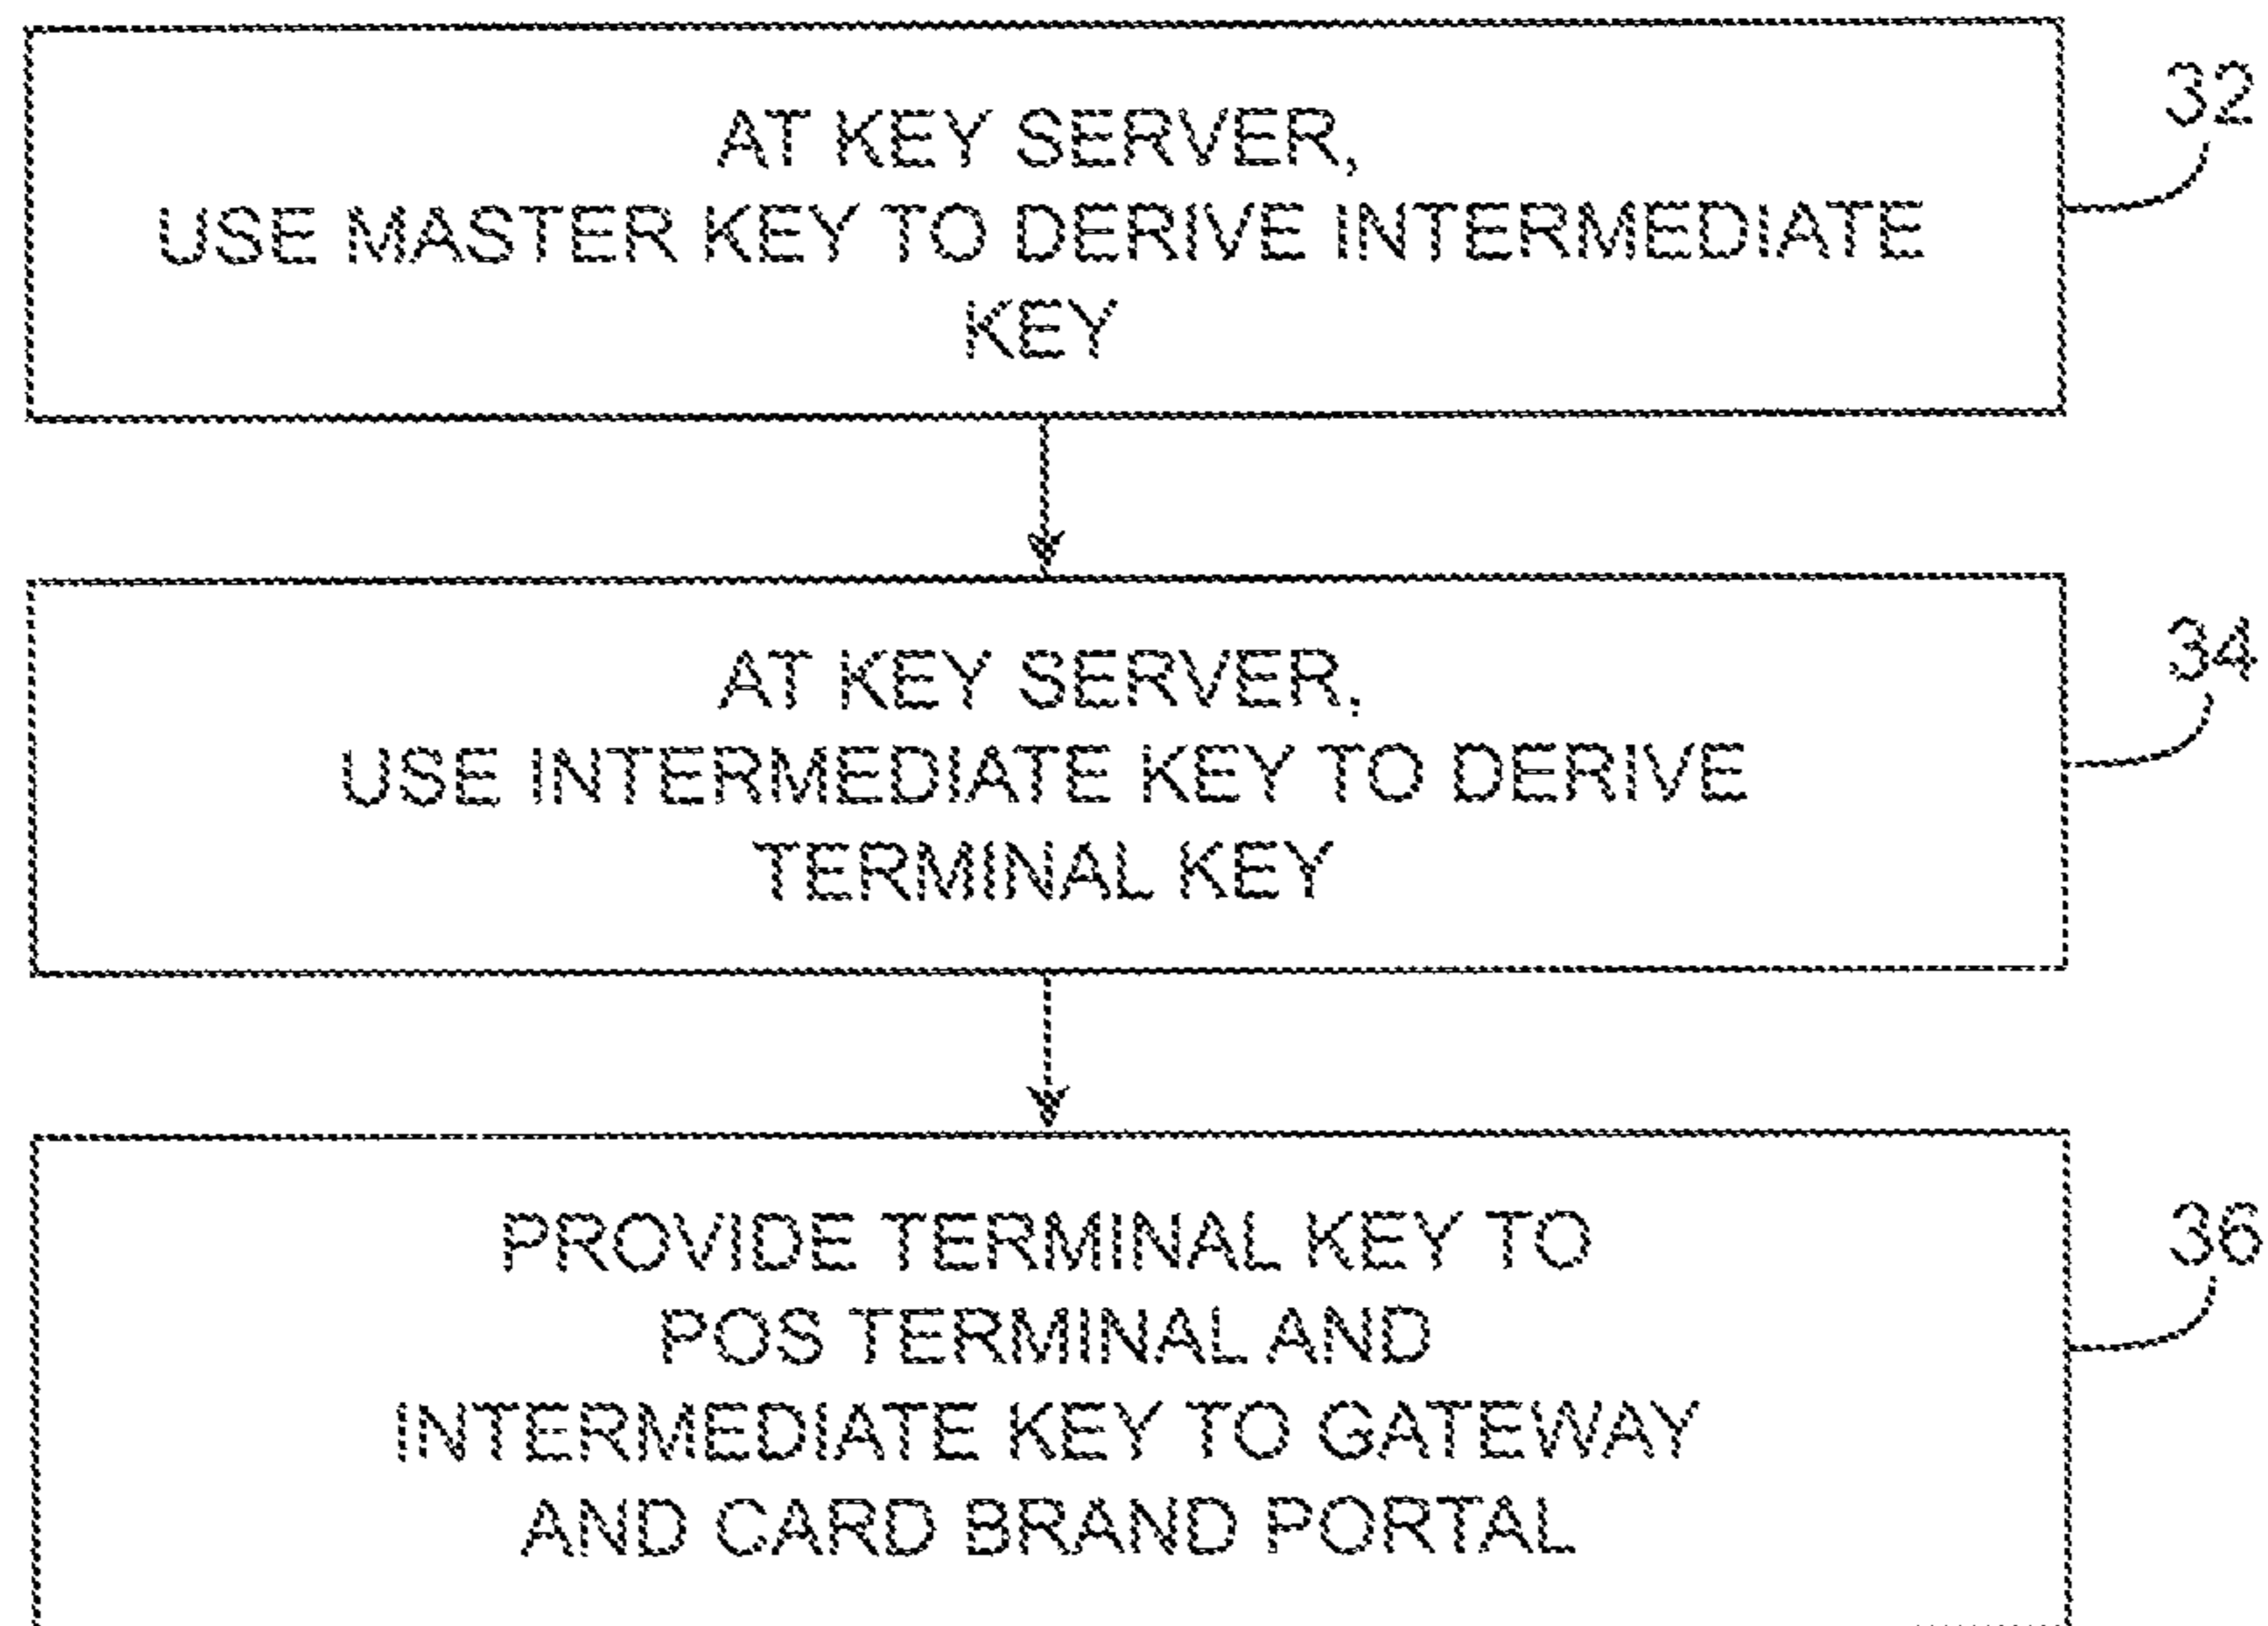 AT KEY SERVER,
USE MASTER KEY TO DERIVE INTERMEDIATE
KEY
32
AT KEY SERVER,
USE INTERMEDIATE KEY TO DERIVE
TERMINAL KEY
34
PROVIDE TERMINAL KEY TO
POS TERMINAL AND
INTERMEDIATE KEY TO GATEWAY
AND CARD BRAND PORTAL
36